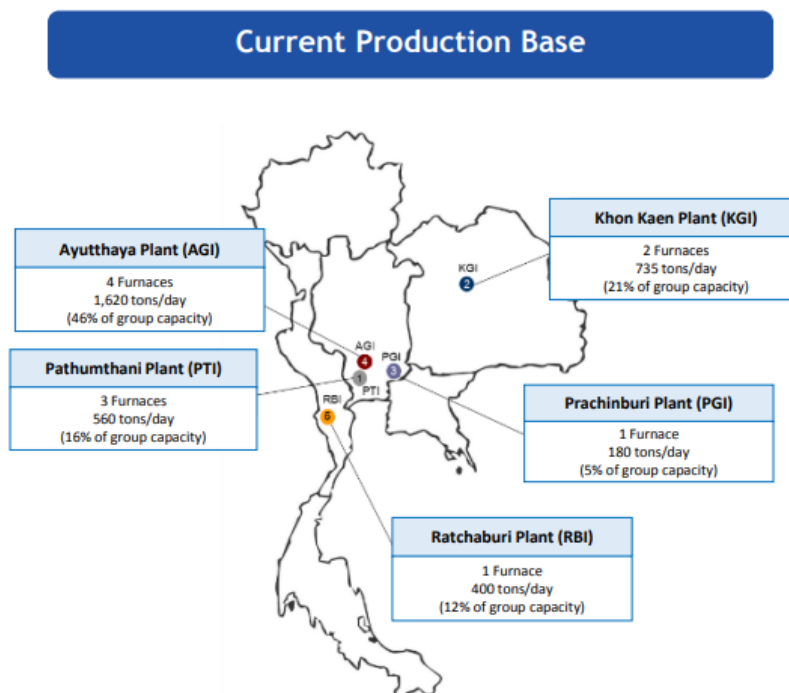 Current Production Base
Ayutthaya Plant (AGI)
4 Furnaces
1,620 tons/day
(46% of group capacity)
Khon Kaen Plant (KGI)
2 Furnaces
735 tons/day
(21% of group capacity)
KGI
2
AGI
4
PGI
3
1
PTI
RBI
5
Pathumthani Plant (PTI)
3 Furnaces
560 tons/day
(16% of group capacity)
Prachinburi Plant (PGI)
1 Furnace
180 tons/day
(5% of group capacity)
Ratchaburi Plant (RBI)
1 Furnace
400 tons/day
(12% of group capacity)